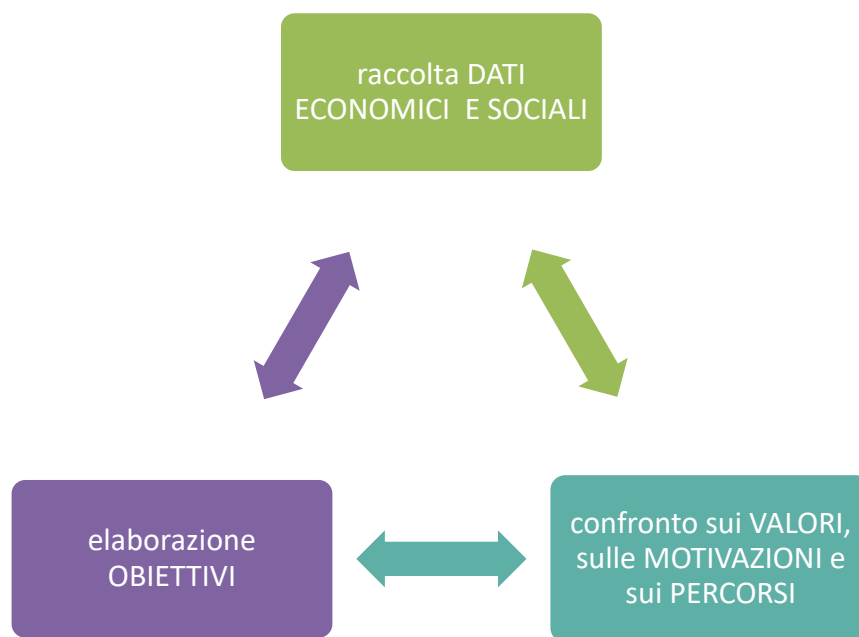 raccolta DATI
ECONOMICI E SOCIALI
elaborazione
OBIETTIVI
confronto sui VALORI,
sulle MOTIVAZIONI e
sui PERCORSI